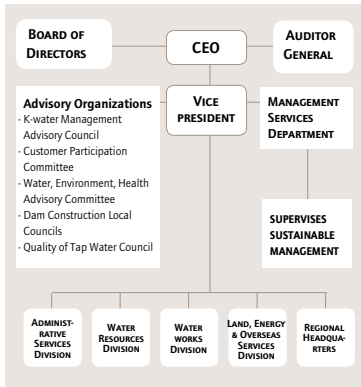 BOARD OF
DIRECTORS
CEO
AUDITOR
GENERAL
Advisory Organizations
- K-water Management
Advisory Council
- Customer Participation
Committee
- Water, Environment, Health
Advisory Committee
- Dam Construction Local
Councils
- Quality of Tap Water Council
VICE
PRESIDENT
MANAGEMENT
SERVICES
DEPARTMENT
SUPERVISES
SUSTAINABLE
MANAGEMENT
ADMINIST-
RATIVE
SERVICES
DIVISION
WATER
RESOURCES
DIVISION
WATER
WORKS
DIVISION
LAND, ENERGY
& OVERSEAS
SERVICES
DIVISION
REGIONAL
HEADQUA-
RTERS